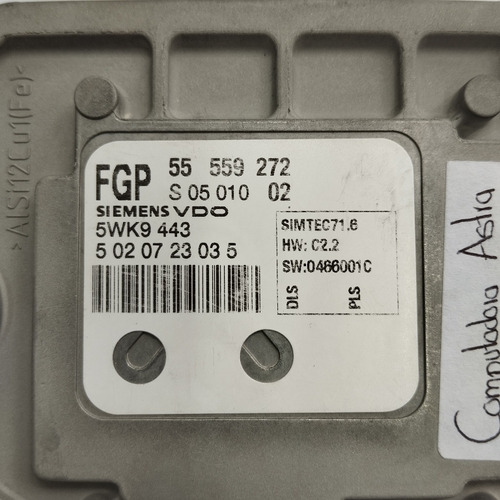 >AlSi12Cu1(Fe)<
FGP 55 559 272
S 05 010 02
SIEMENS VDO
5WK9 443
5 02 07 23 03 5
SIMTEC71.6
HW: C2.2
SW:0466001C
DLS
PLS
Computadora Astra